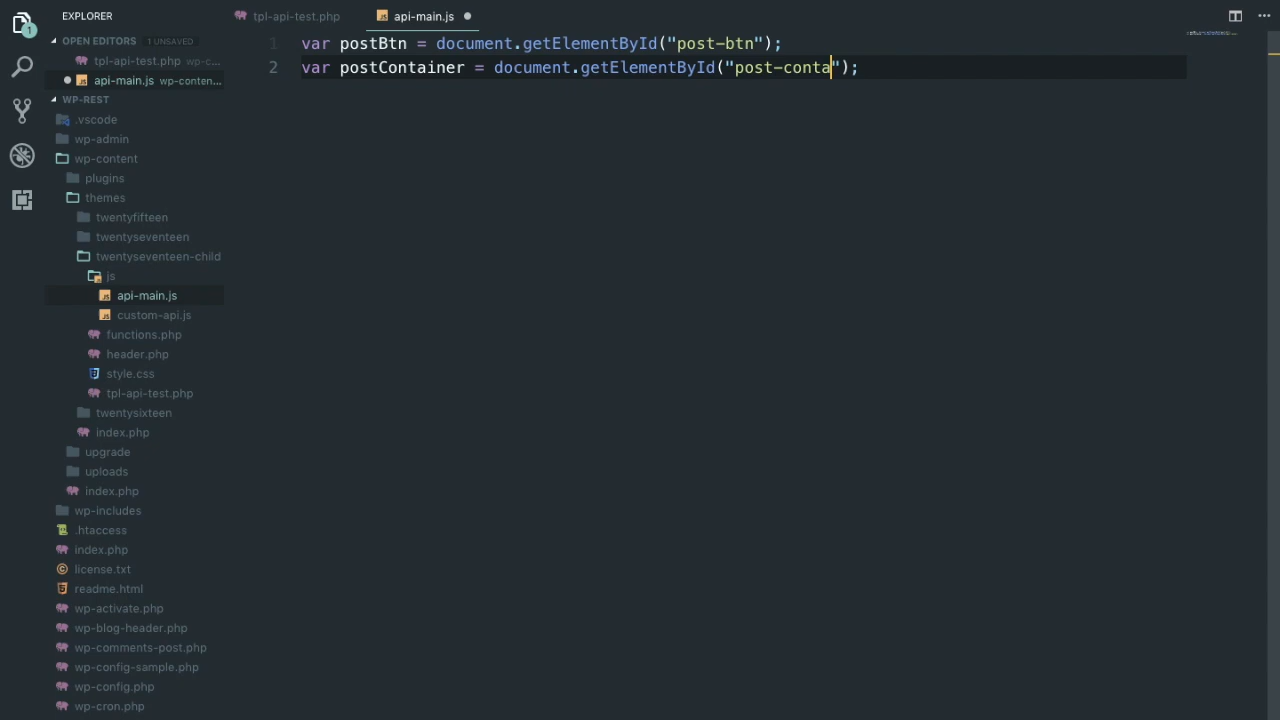 EXPLORER
OPEN EDITORS 1 UNSAVED
tpl-api-test.php wp-c...
api-main.js wp-conten...
WP-REST
.vscode
wp-admin
wp-content
plugins
themes
twentyfifteen
twentyseventeen
twentyseventeen-child
js
api-main.js
custom-api.js
functions.php
header.php
style.css
tpl-api-test.php
twentysixteen
index.php
upgrade
uploads
index.php
wp-includes
.htaccess
index.php
license.txt
readme.html
wp-activate.php
wp-blog-header.php
wp-comments-post.php
wp-config-sample.php
wp-config.php
wp-cron.php
1
tpl-api-test.php api-main.js
1 var postBtn = document.getElementById("post-btn");
2 var postContainer = document.getElementById("post-conta");